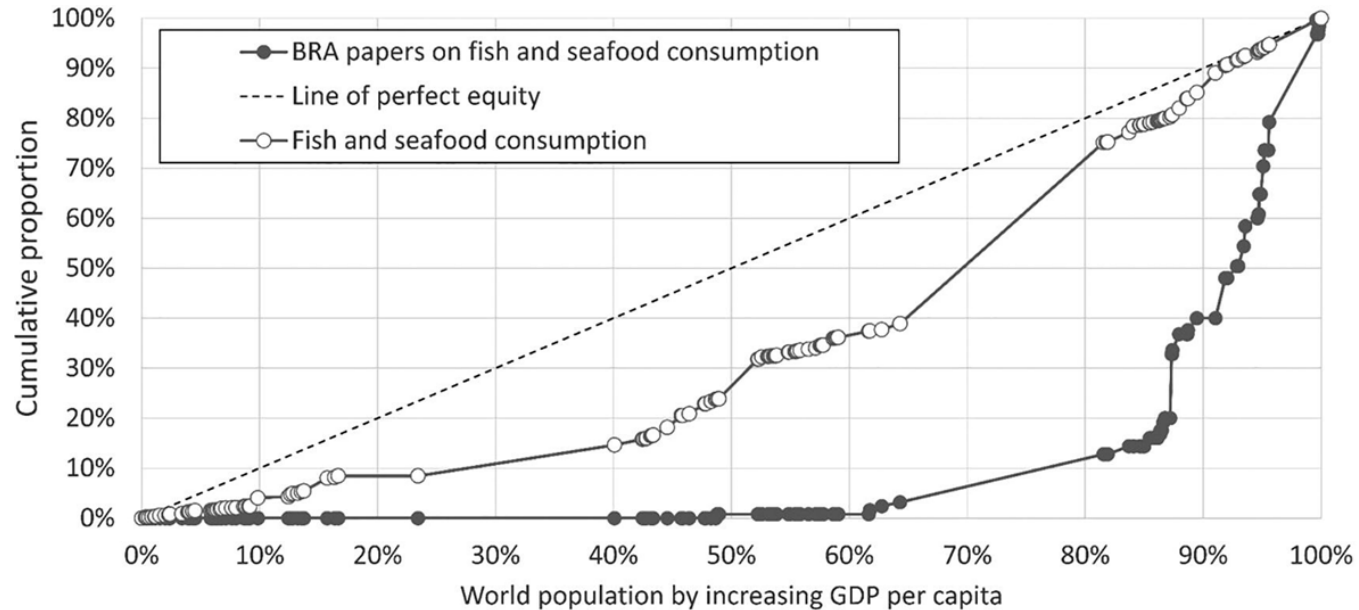 100%
90%
80%
70%
60%
50%
40%
30%
20%
10%
0%
Cumulative proportion
BRA papers on fish and seafood consumption
Line of perfect equity
Fish and seafood consumption
0% 10% 20% 30% 40% 50% 60% 70% 80% 90% 100%
World population by increasing GDP per capita